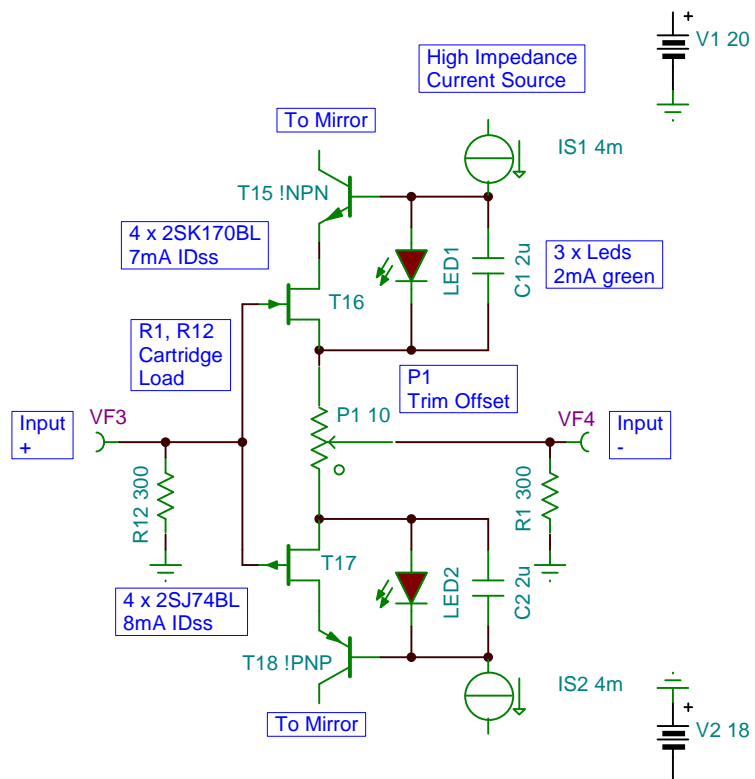 V1 20
High Impedance
Current Source
To Mirror
IS1 4m
T15 !NPN
4 x 2SK170BL
7mA IDss
LED1
C1 2u
3 x Leds
2mA green
T16
R1, R12
Cartridge
Load
P1
Trim Offset
Input
+
VF3
P1 10
VF4
Input
-
R12 300
R1 300
T17
4 x 2SJ74BL
8mA IDss
LED2
C2 2u
T18 !PNP
IS2 4m
To Mirror
V2 18